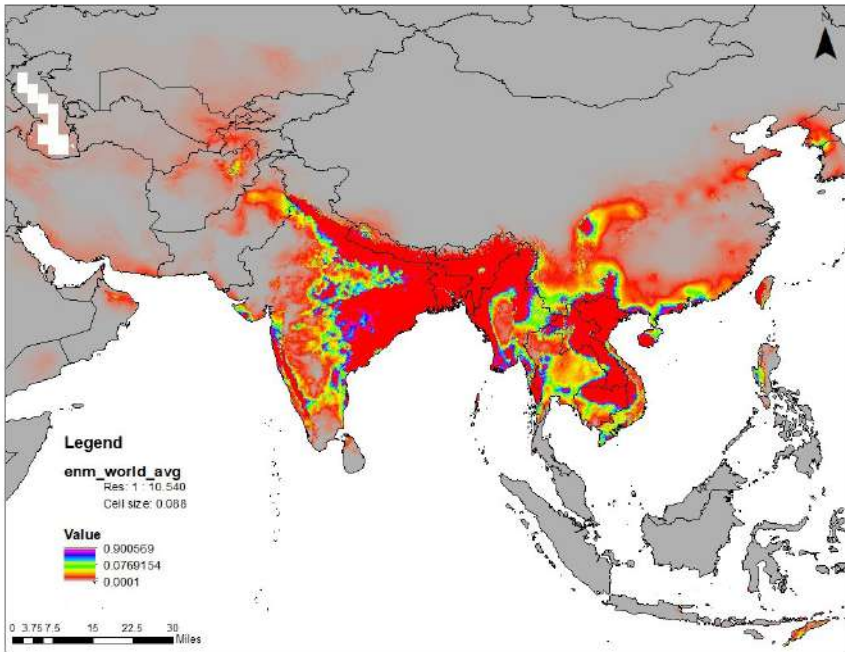 N
Legend
enm_world_avg
Res: 1 : 10.540
Cell size: 0.088
Value
0.900569
0.0769154
0.0001
0 3.75 7.5 15 22.5 30
Miles